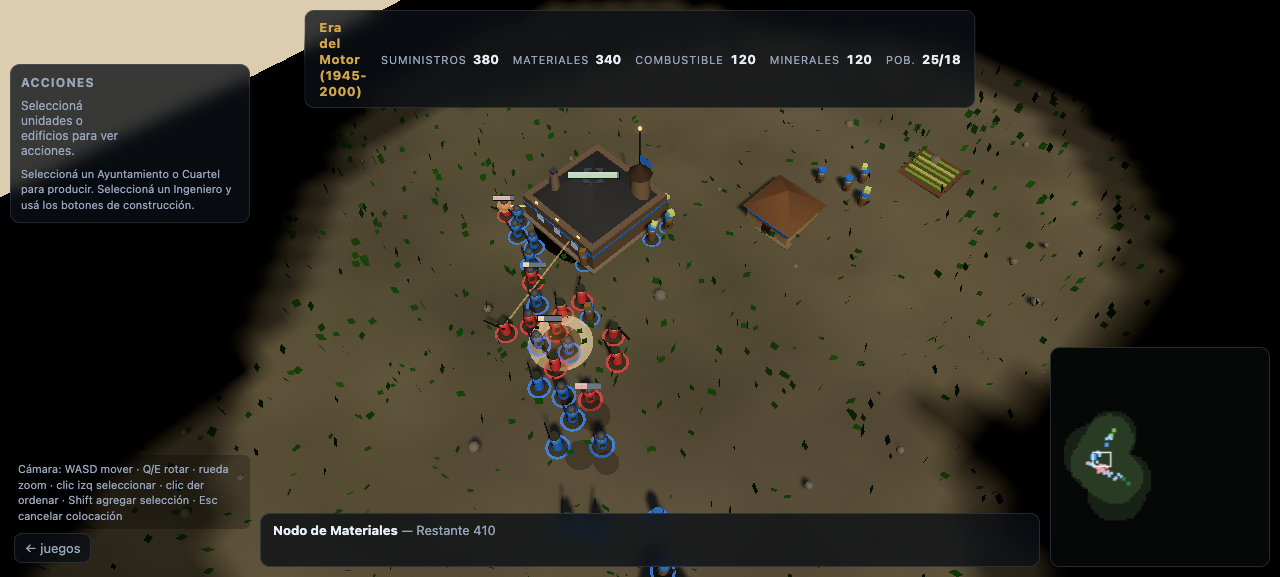 Era
del
Motor
(1945-
2000)
SUMINISTROS 380 MATERIALES 340 COMBUSTIBLE 120 MINERALES 120 POB. 25/18
ACCIONES
Seleccioná
unidades o
edificios para ver
acciones.
Seleccioná un Ayuntamiento o Cuartel
para producir. Seleccioná un Ingeniero y
usá los botones de construcción.
Cámara: WASD mover · Q/E rotar · rueda
zoom · clic izq seleccionar · clic der
ordenar · Shift agregar selección · Esc
cancelar colocación
← juegos
Nodo de Materiales — Restante 410